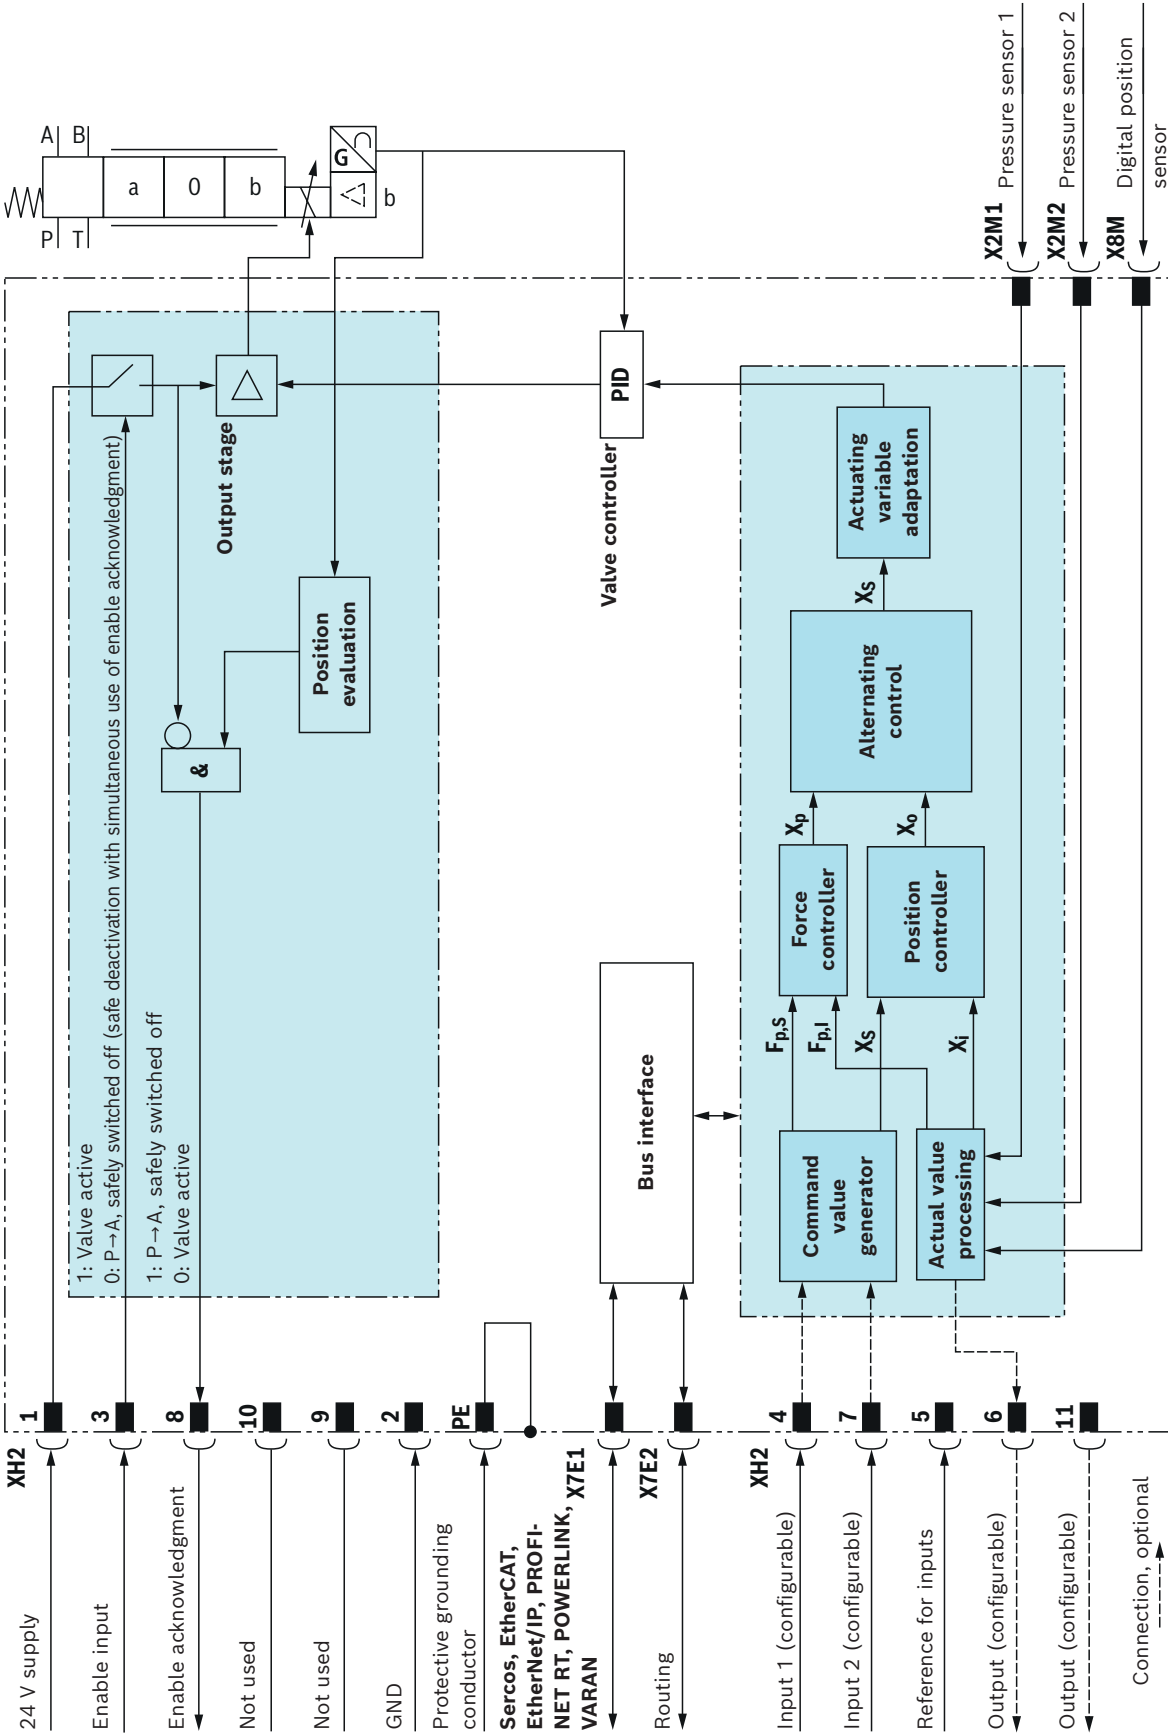 XH2
24 V supply
1
Enable input
3
Enable acknowledgment
8
Not used
10
Not used
9
GND
2
Protective grounding
conductor
PE
Sercos, EtherCAT,
EtherNet/IP, PROFI-
NET RT, POWERLINK,
VARAN
X7E1
Routing
X7E2
XH2
Input 1 (configurable)
4
Input 2 (configurable)
7
Reference for inputs
5
Output (configurable)
6
Output (configurable)
11
Connection, optional
1: Valve active
0: P→A, safely switched off (safe deactivation with simultaneous use of enable acknowledgment)
1: P→A, safely switched off
0: Valve active
&
Position
evaluation
Output stage
Bus interface
Valve controller
PID
Command
value
generator
Actual value
processing
Fp,S
Fp,I
XS
Xi
Force
controller
Position
controller
Xp
Xo
Alternating
control
XS
Actuating
variable
adaptation
A B
P T
a
0
b
G
b
X2M1
Pressure sensor 1
X2M2
Pressure sensor 2
X8M
Digital position
sensor